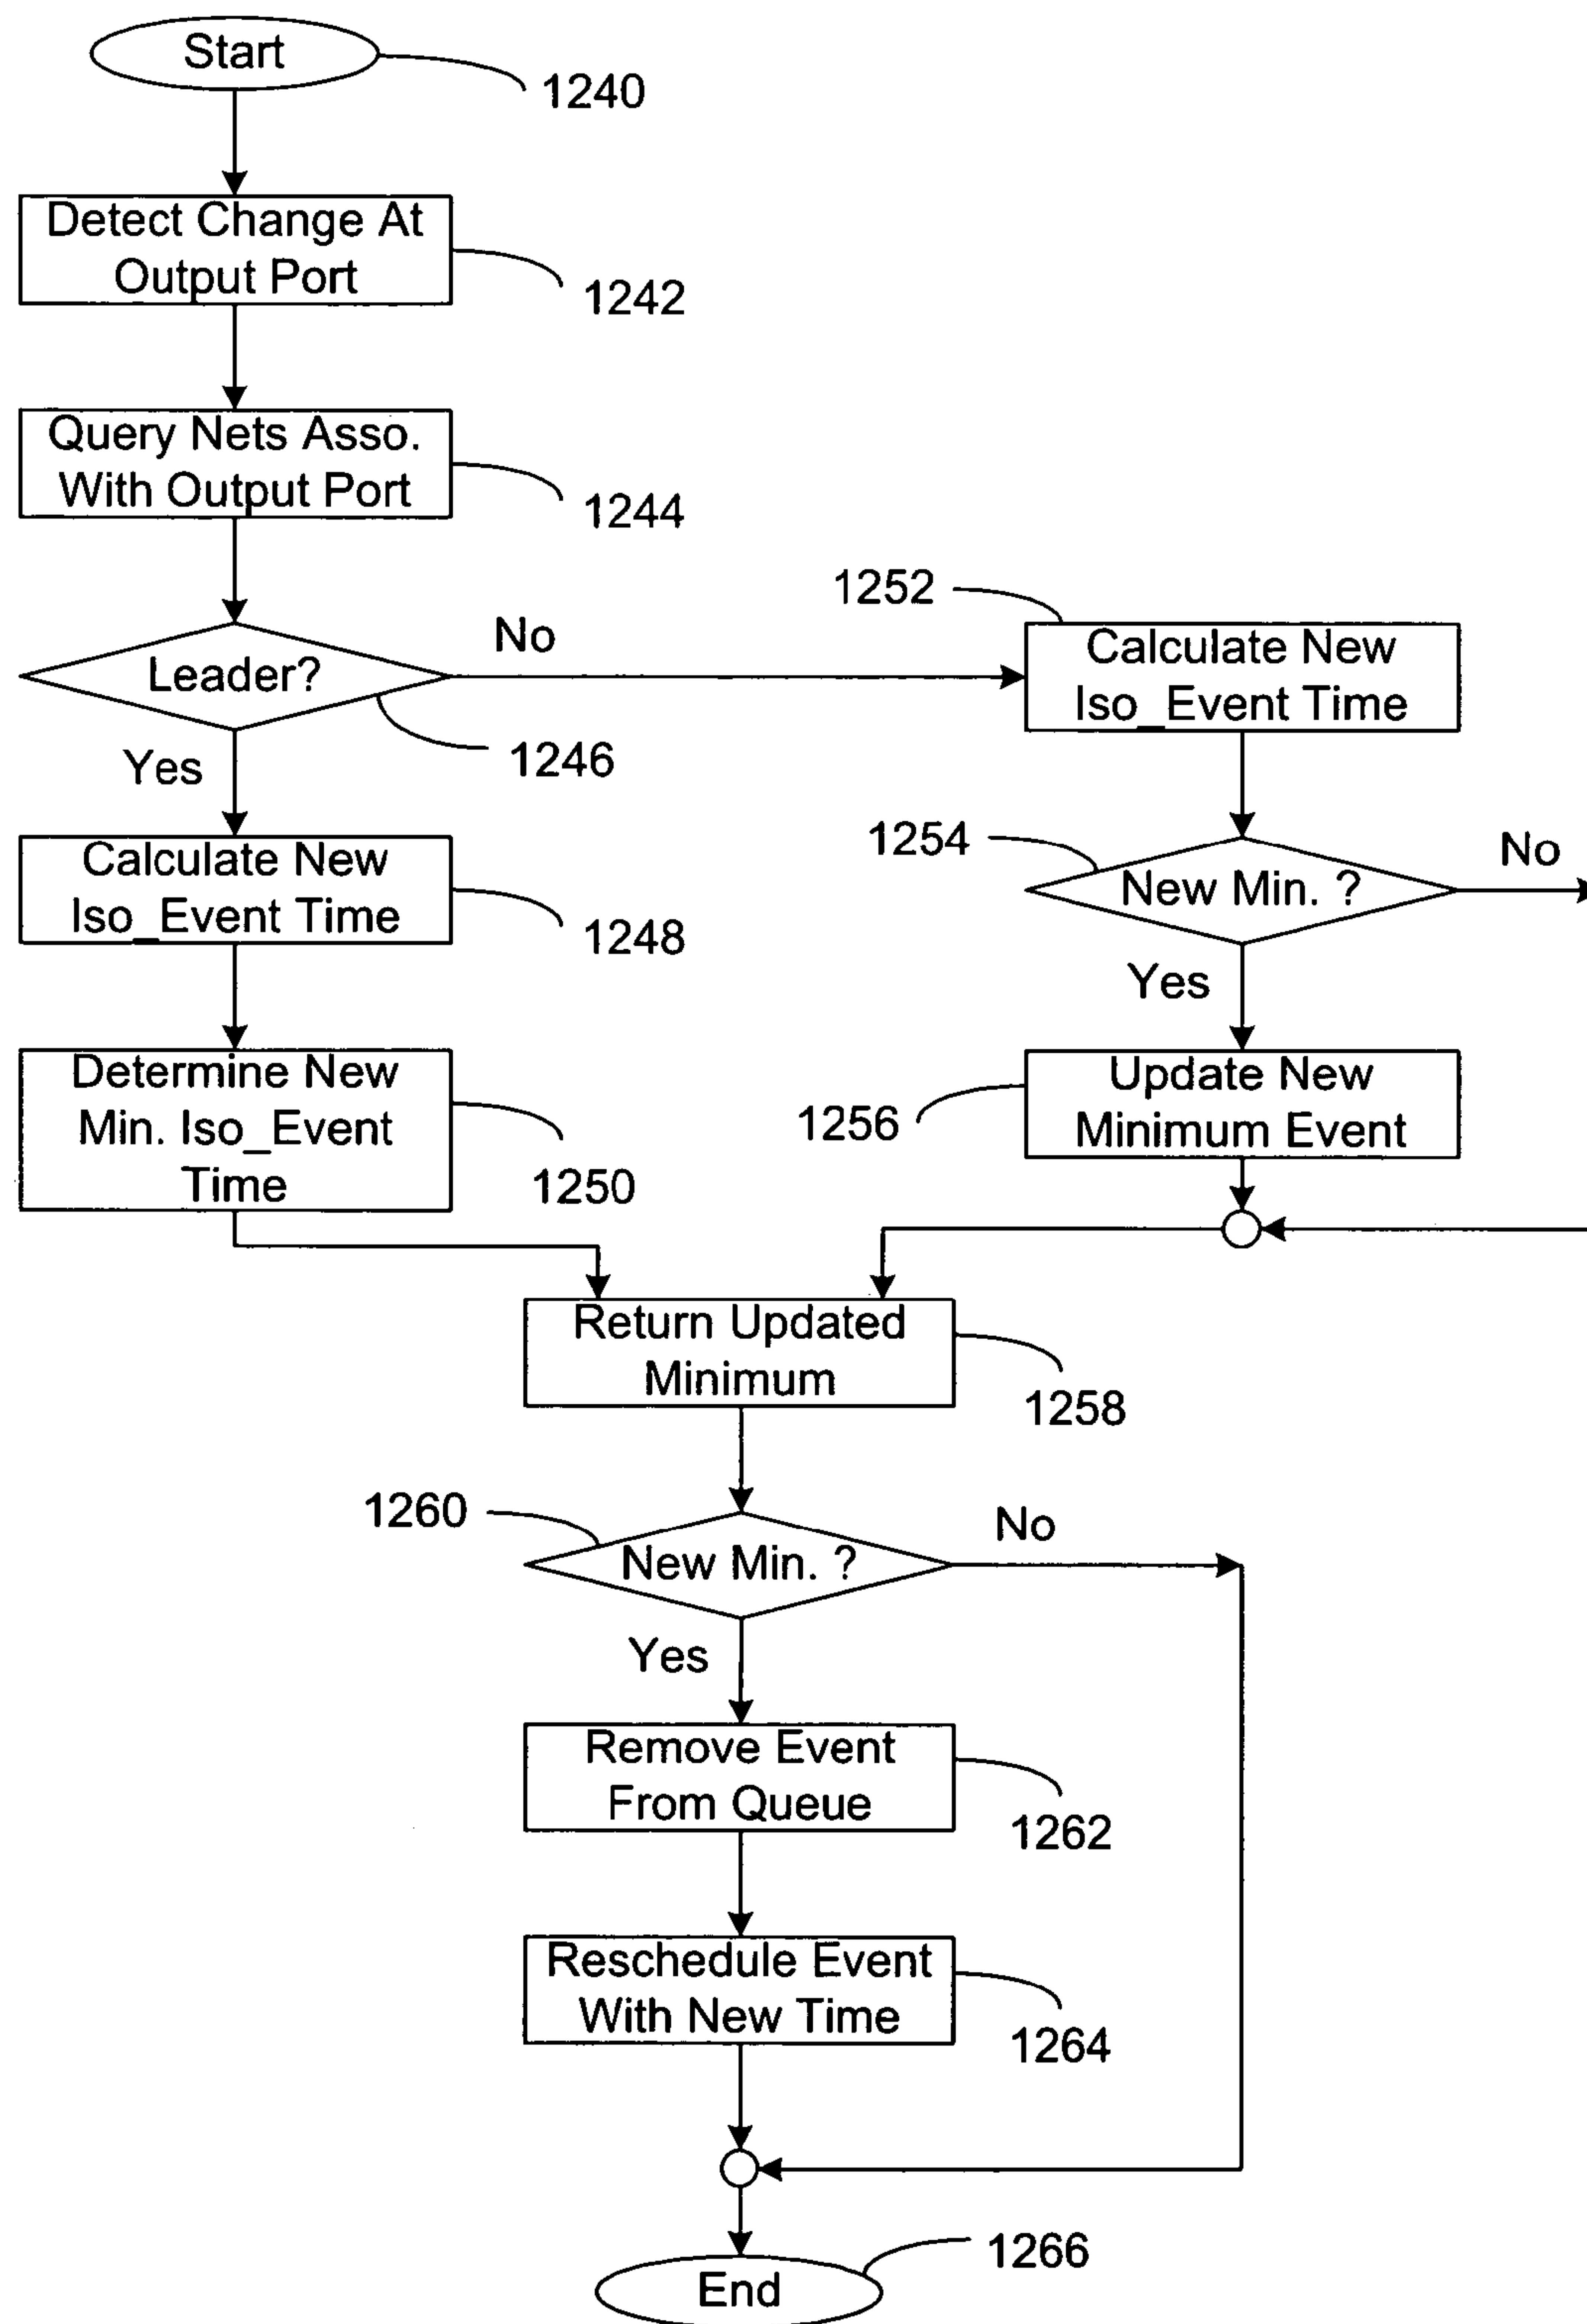 Start
1240
Detect Change At
Output Port
1242
Query Nets Asso.
With Output Port
1244
Leader?
No
Yes
1246
1252
Calculate New
Iso_Event Time
Calculate New
Iso_Event Time
1248
1254
New Min. ?
No
Yes
Determine New
Min. Iso_Event
Time
1250
1256
Update New
Minimum Event
Return Updated
Minimum
1258
1260
New Min. ?
No
Yes
Remove Event
From Queue
1262
Reschedule Event
With New Time
1264
1266
End